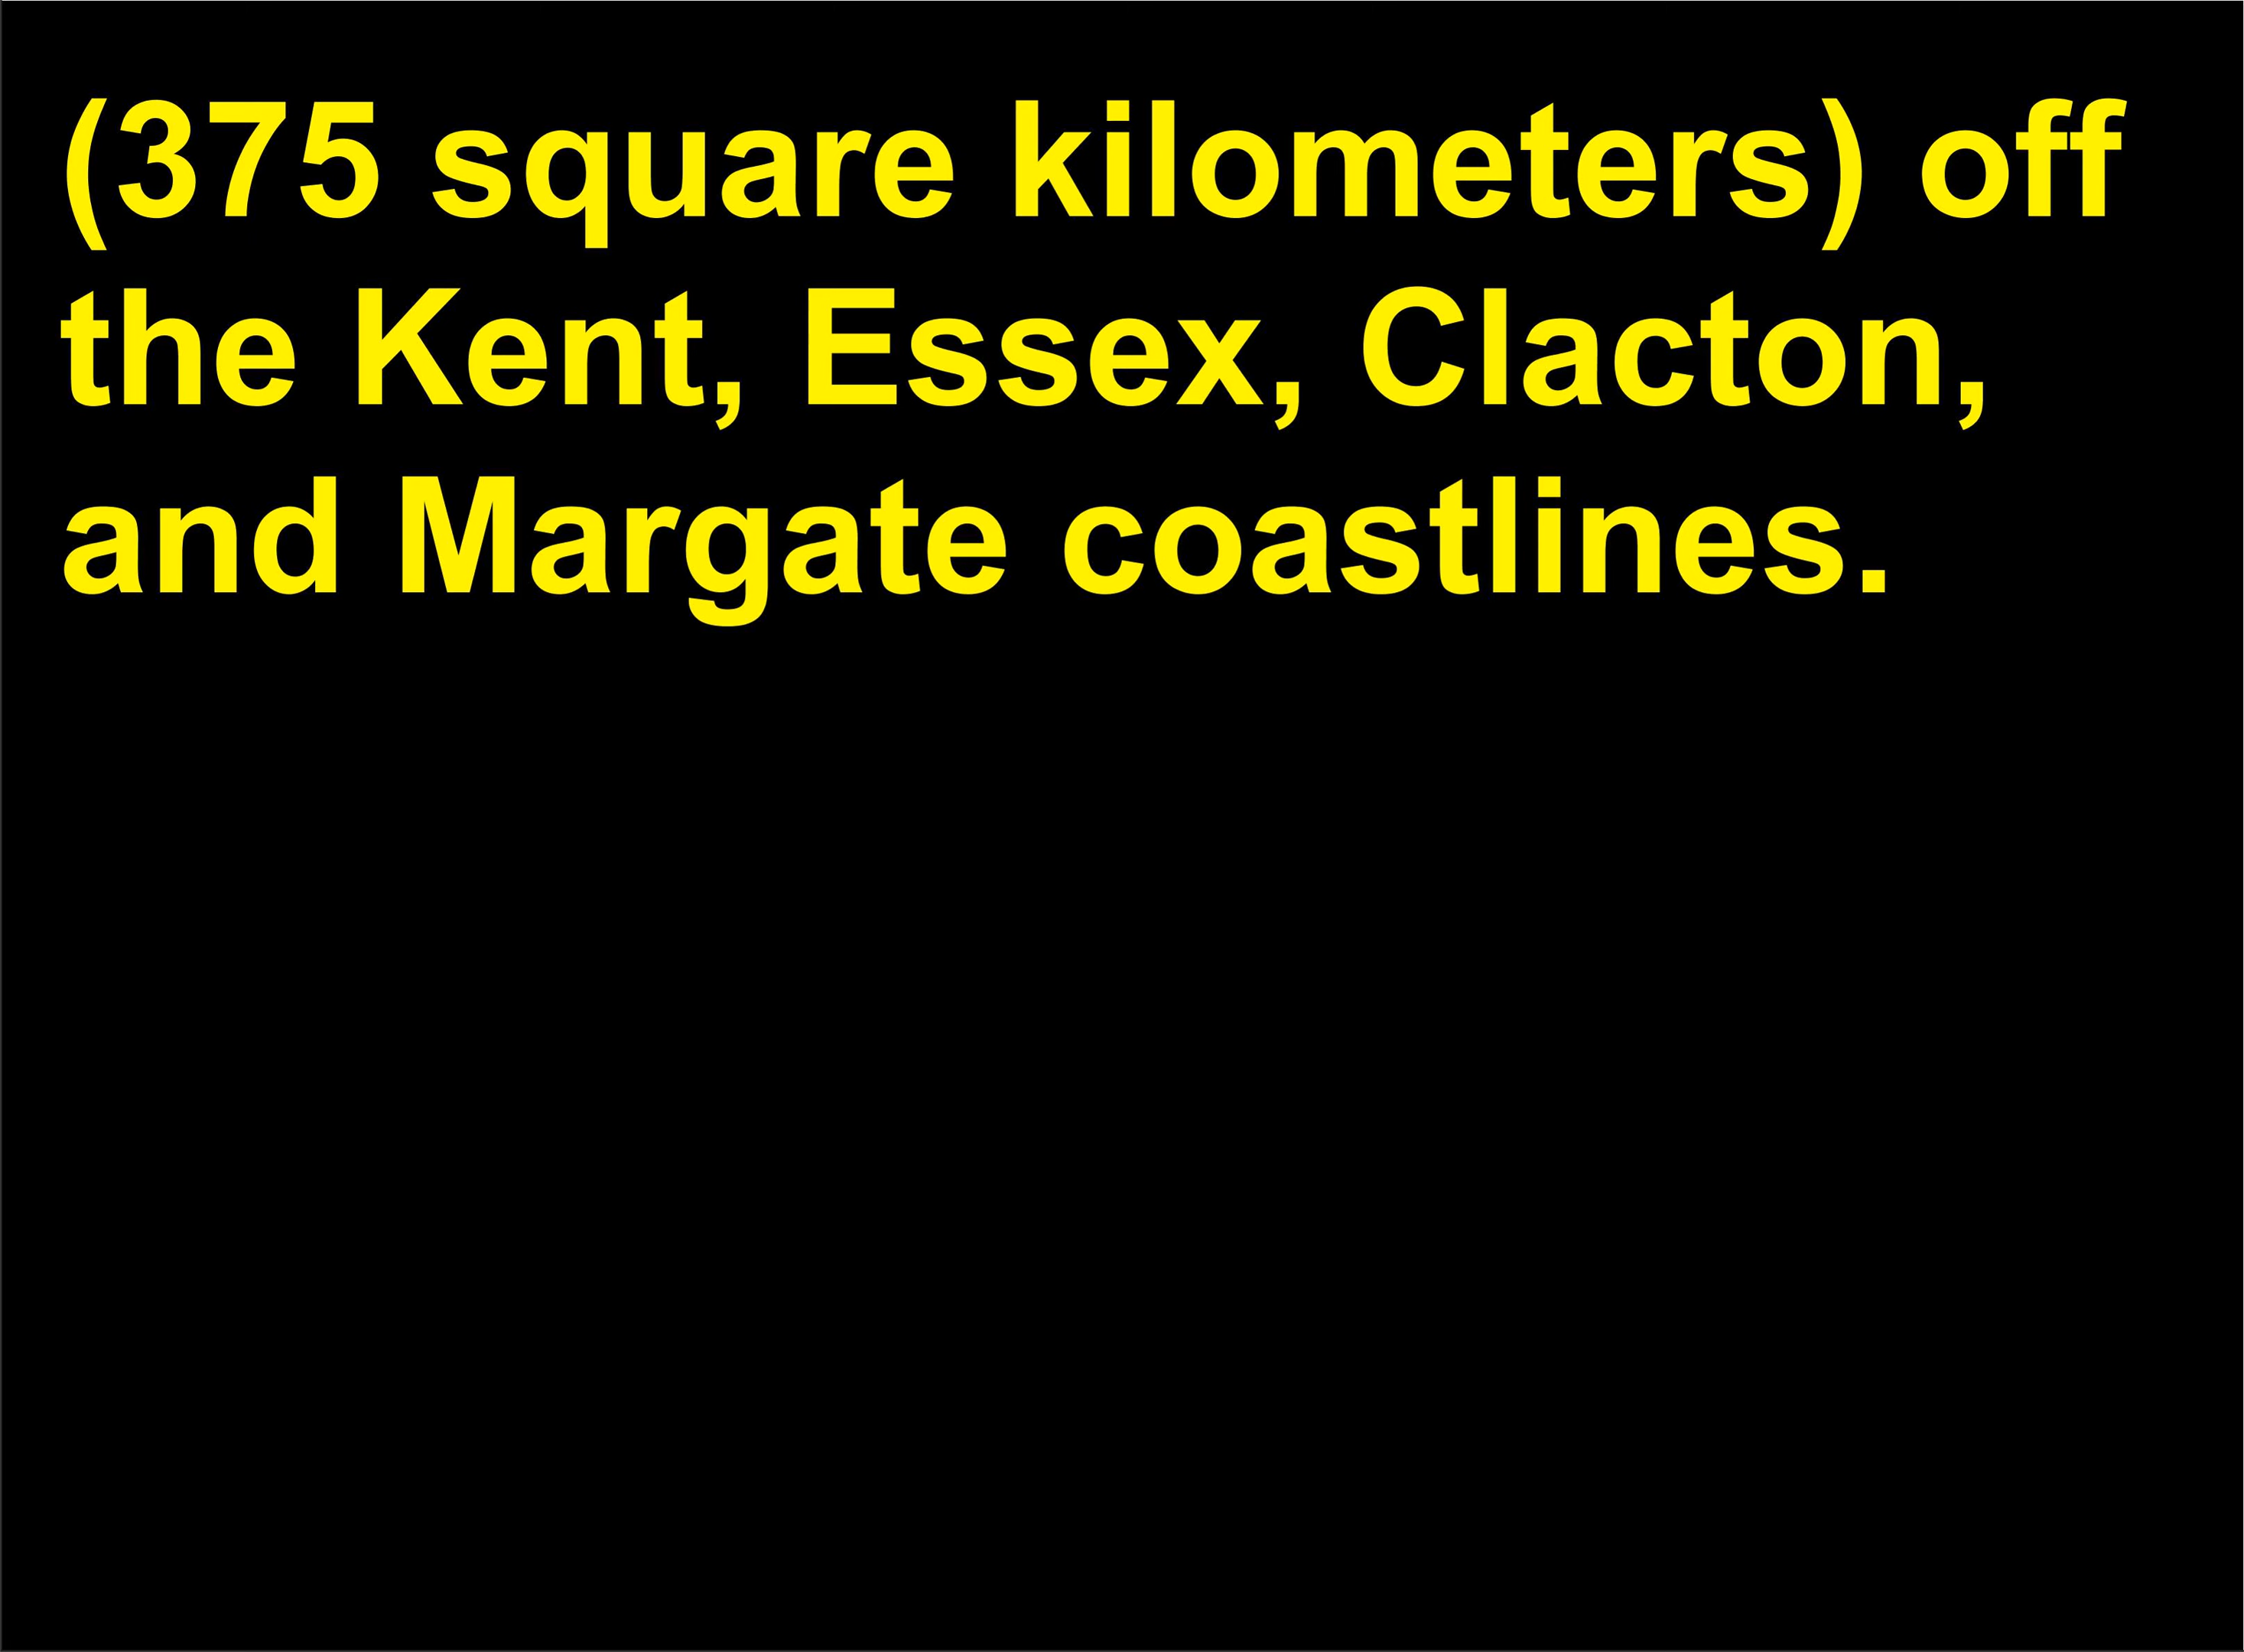 (375 square kilometers) off
the Kent, Essex, Clacton,
and Margate coastlines.